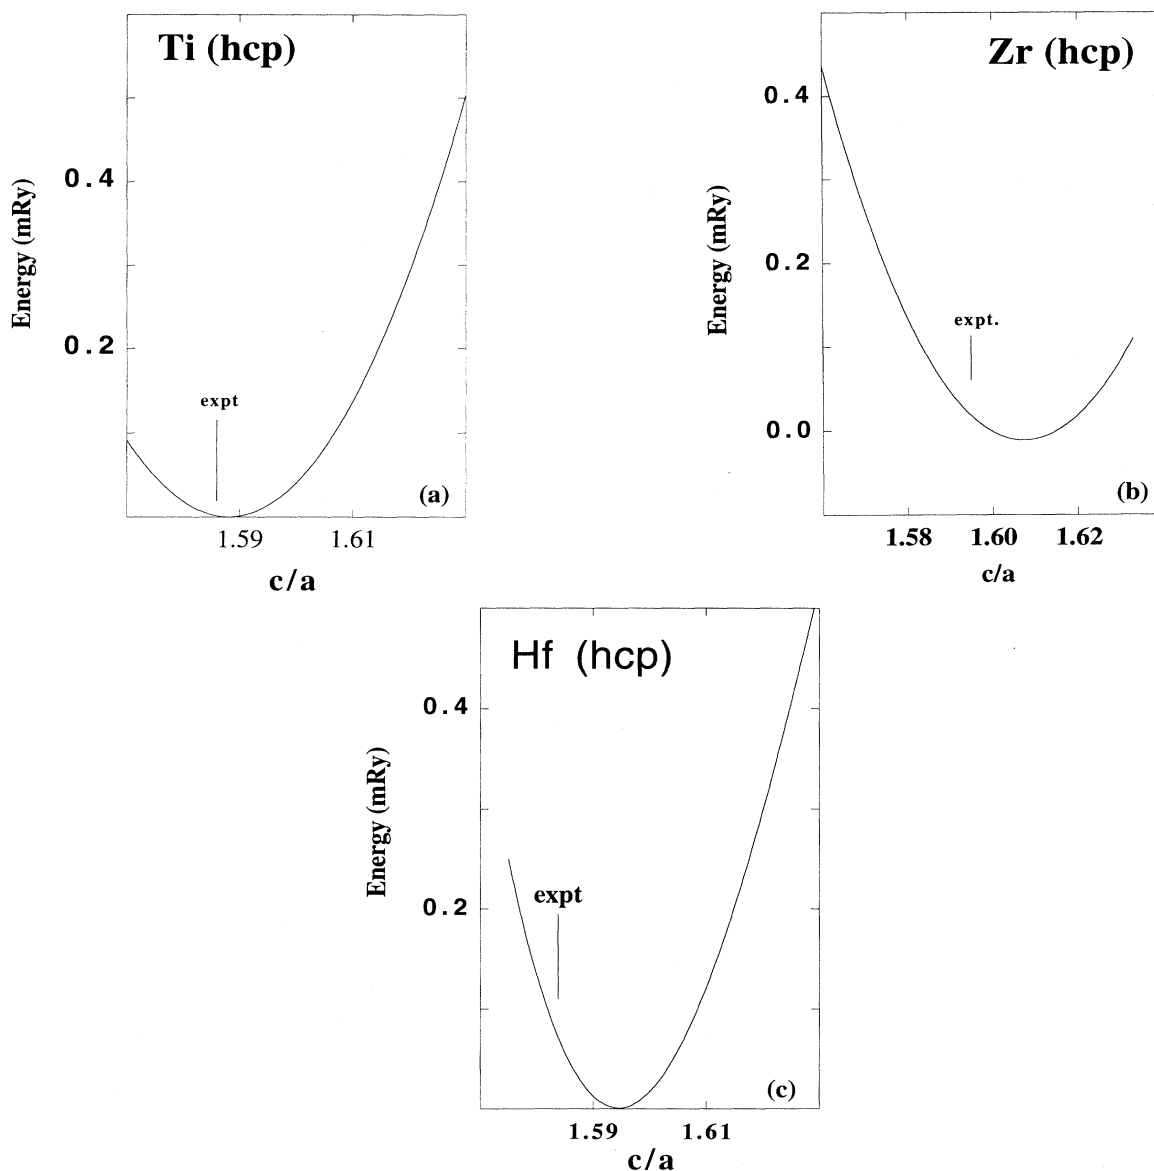 Ti (hcp)
Energy (mRy)
0.4
0.2
expt
(a)
1.59 1.61
c/a
Zr (hcp)
Energy (mRy)
0.4
0.2
0.0
expt.
(b)
1.58 1.60 1.62
c/a
Hf (hcp)
Energy (mRy)
0.4
0.2
expt
(c)
1.59 1.61
c/a